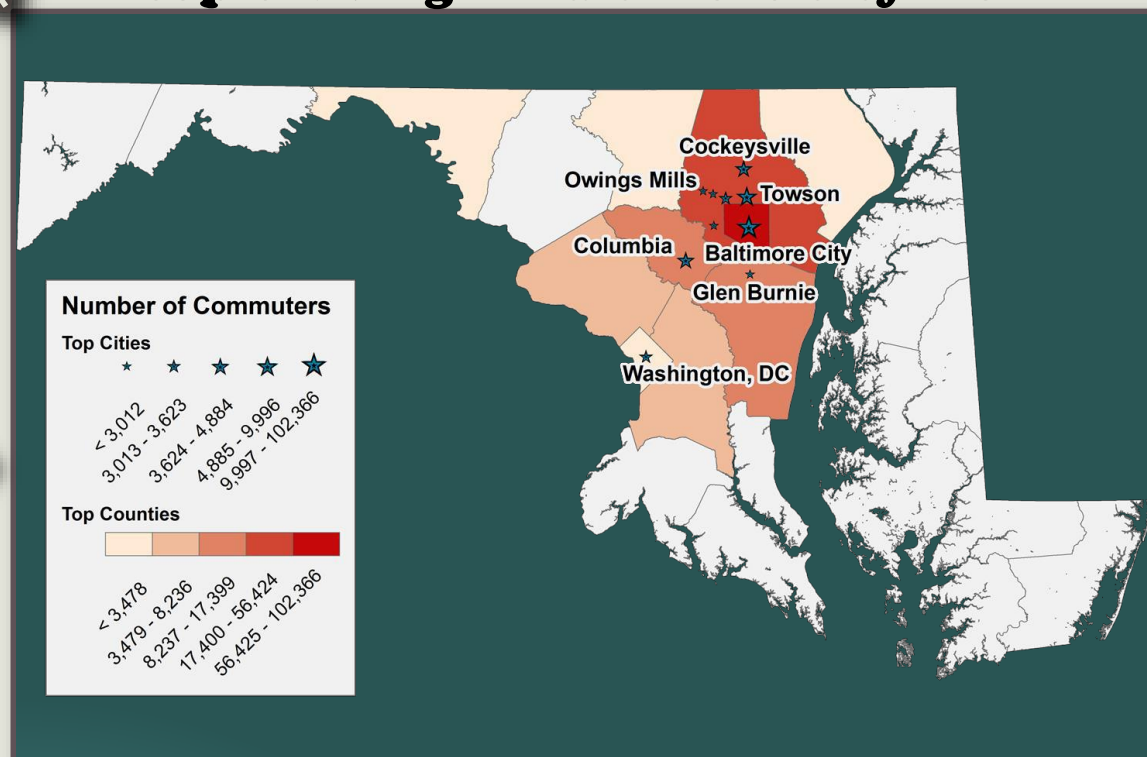 Cockeysville
Owings Mills
Towson
Columbia
Baltimore City
Glen Burnie
Washington, DC
Number of Commuters
Top Cities
< 3,012
3,013 - 3,623
3,624 - 4,884
4,885 - 9,996
9,997 - 102,366
Top Counties
< 3,478
3,479 - 8,236
8,237 - 17,399
17,400 - 56,424
56,425 - 102,366